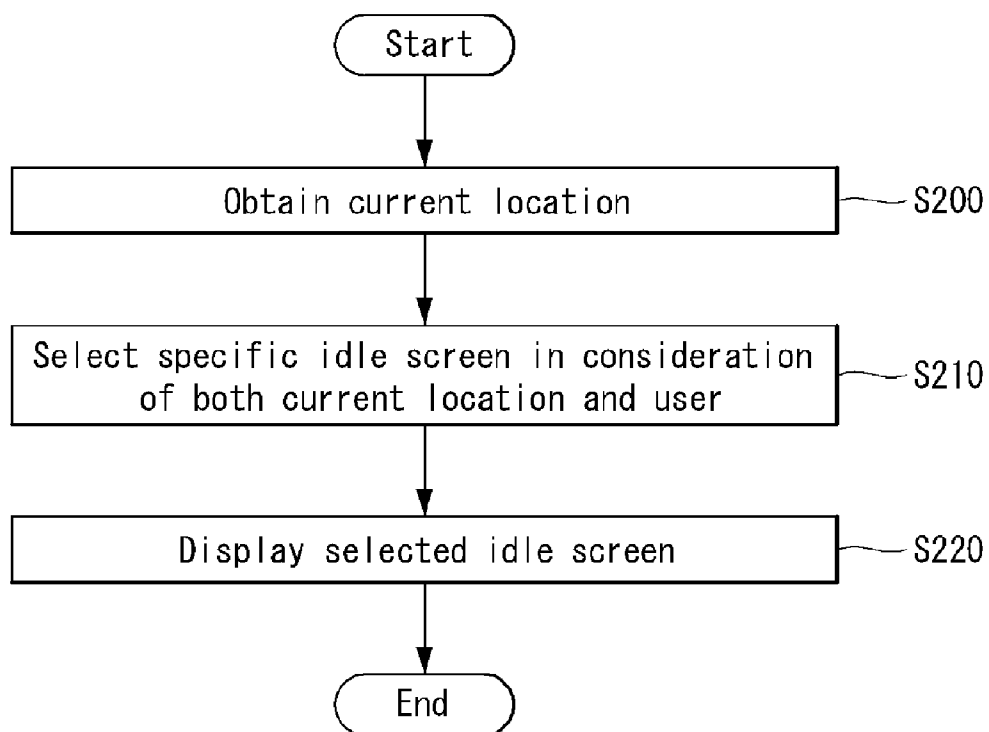 Start
Obtain current location
S200
Select specific idle screen in consideration
of both current location and user
S210
Display selected idle screen
S220
End